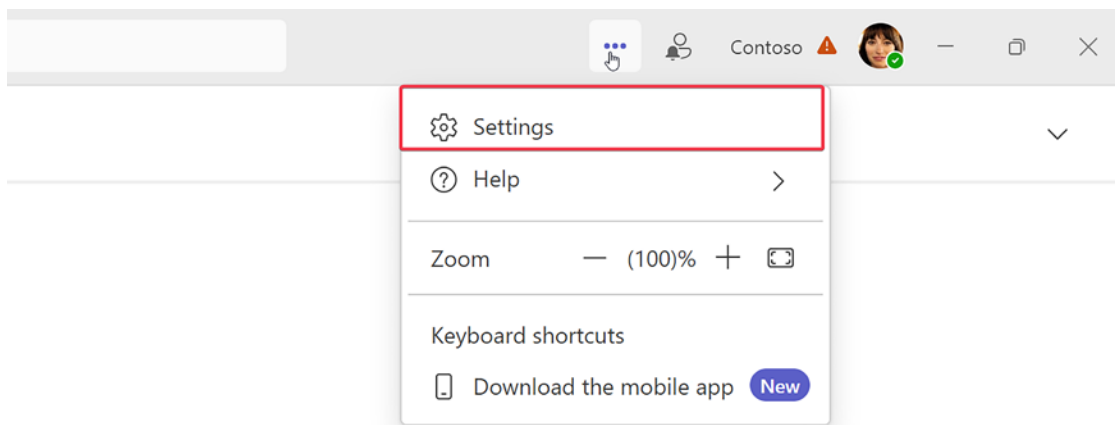 Contoso
Settings
Help
Zoom (100)%
Keyboard shortcuts
Download the mobile app New